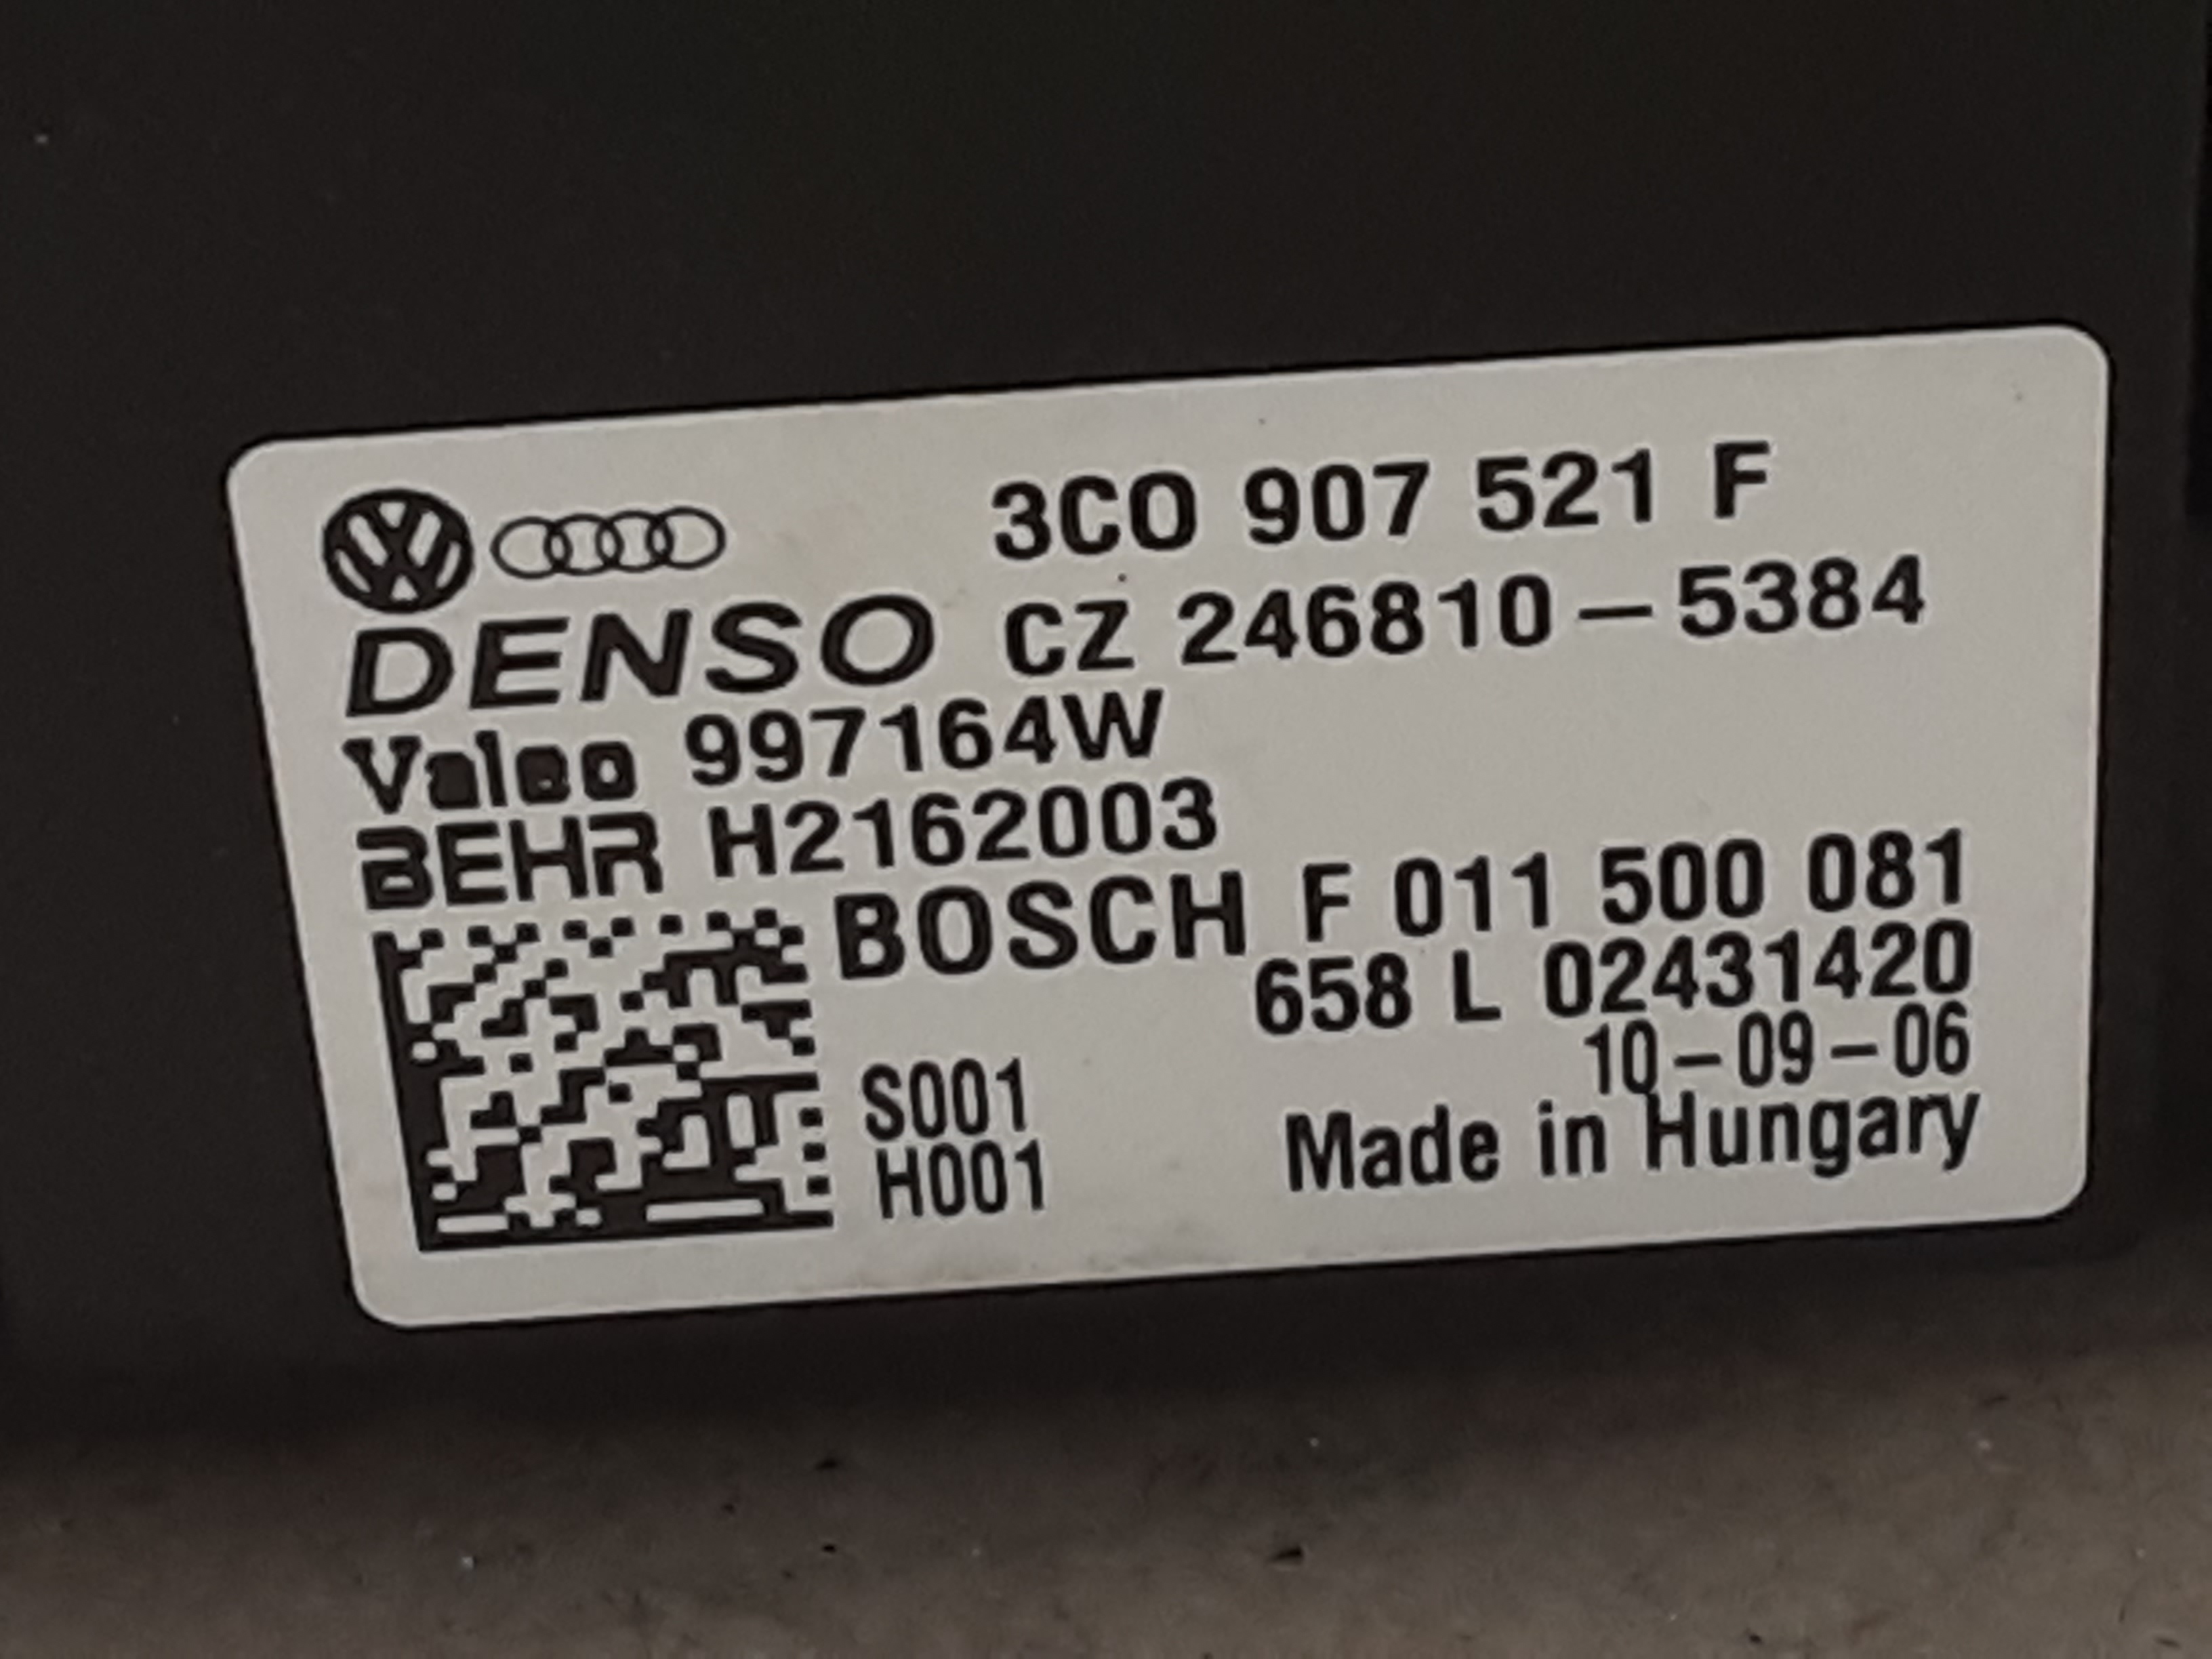 3C0 907 521 F
DENSO CZ 246810-5384
Valeo 997164W
BEHR H2162003
BOSCH F 011 500 081
658 L 02431420
10-09-06
S001
H001
Made in Hungary